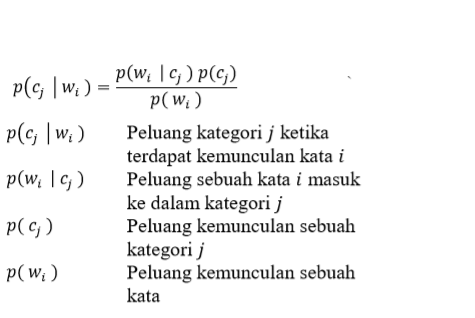 p(c_j | w_i) = p(w_i | c_j) p(c_j) / p(w_i)
p(c_j | w_i) Peluang kategori j ketika
terdapat kemunculan kata i
p(w_i | c_j) Peluang sebuah kata i masuk
ke dalam kategori j
p(c_j) Peluang kemunculan sebuah
kategori j
p(w_i) Peluang kemunculan sebuah
kata